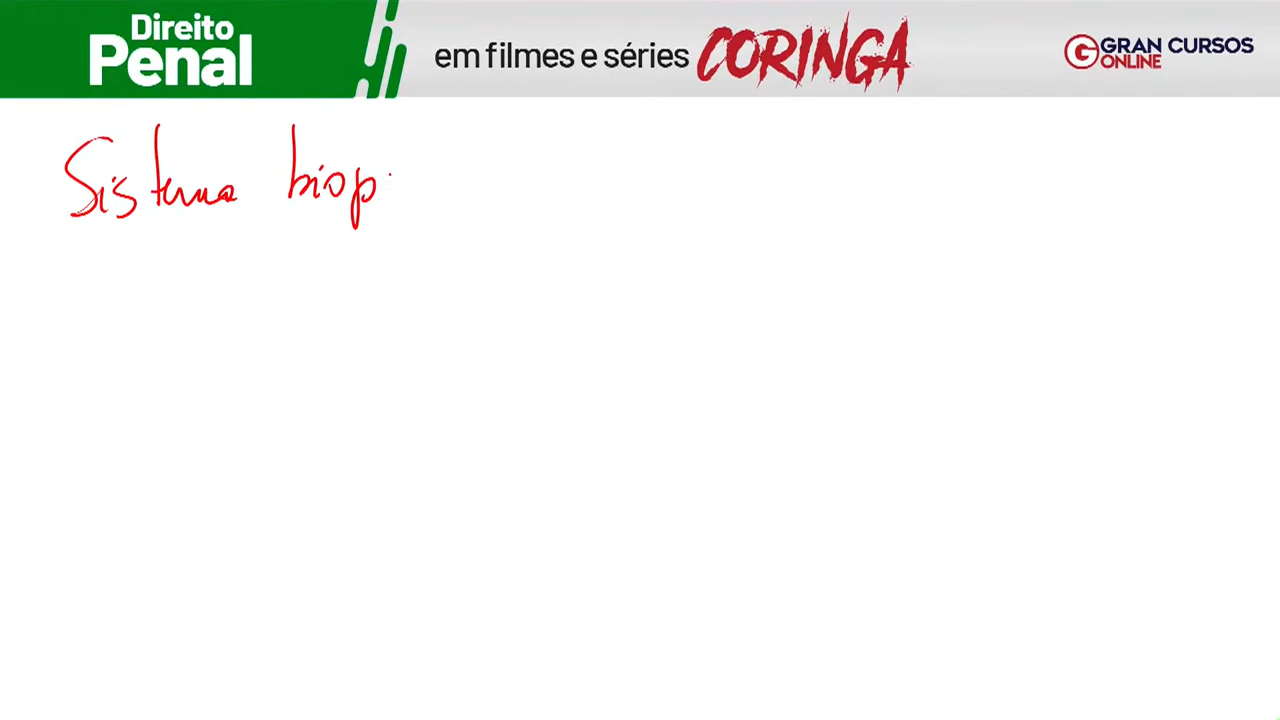 Direito
Penal
em filmes e séries CORINGA
GRAN CURSOS
ONLINE
Sistema biop